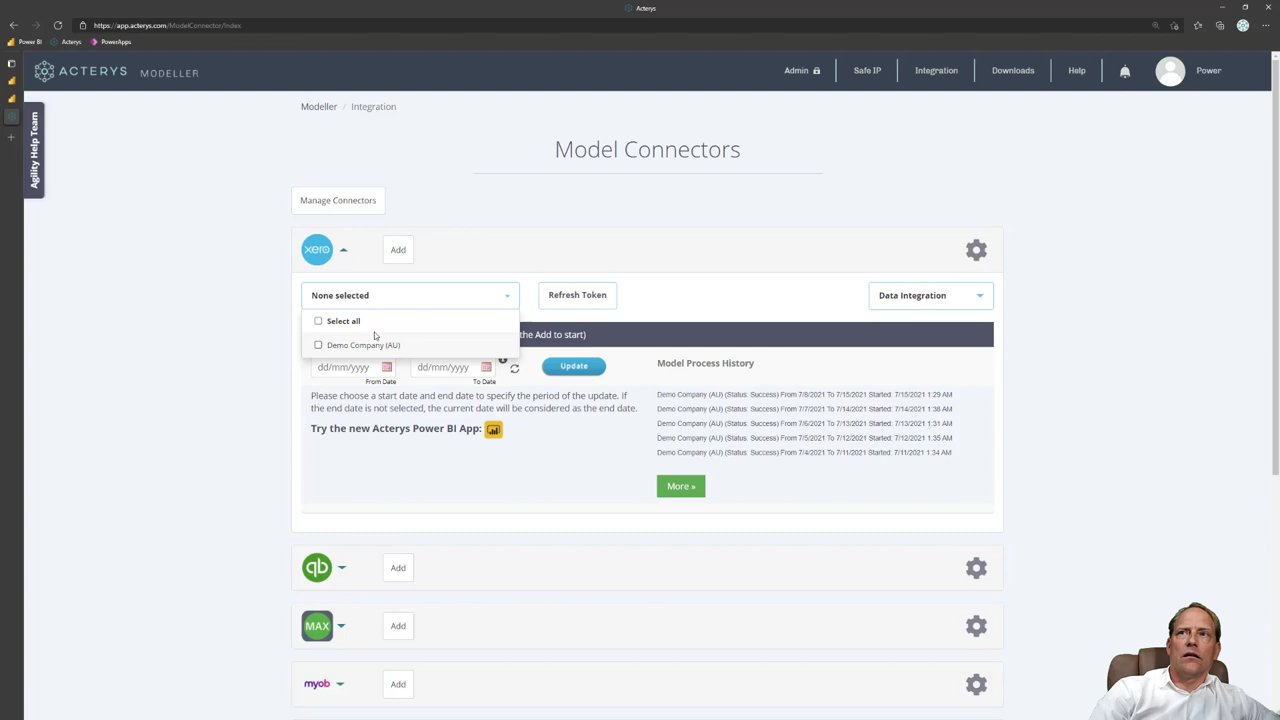 Acterys
https://app.acterys.com/ModelConnector/Index
Power BI
Acterys
PowerApps
ACTERYS MODELLER
Admin
Safe IP
Integration
Downloads
Help
Power
Agility Help Team
Modeller / Integration
Model Connectors
Manage Connectors
xero
Add
None selected
Refresh Token
Data Integration
Select all
Demo Company (AU)
the Add to start)
dd/mm/yyyy
From Date
dd/mm/yyyy
To Date
Update
Please choose a start date and end date to specify the period of the update. If
the end date is not selected, the current date will be considered as the end date.
Try the new Acterys Power BI App:
Model Process History
Demo Company (AU) (Status: Success) From 7/8/2021 To 7/15/2021 Started: 7/15/2021 1:29 AM
Demo Company (AU) (Status: Success) From 7/7/2021 To 7/14/2021 Started: 7/14/2021 1:38 AM
Demo Company (AU) (Status: Success) From 7/6/2021 To 7/13/2021 Started: 7/13/2021 1:31 AM
Demo Company (AU) (Status: Success) From 7/5/2021 To 7/12/2021 Started: 7/12/2021 1:35 AM
Demo Company (AU) (Status: Success) From 7/4/2021 To 7/11/2021 Started: 7/11/2021 1:34 AM
More »
qb
Add
MAX
Add
myob
Add